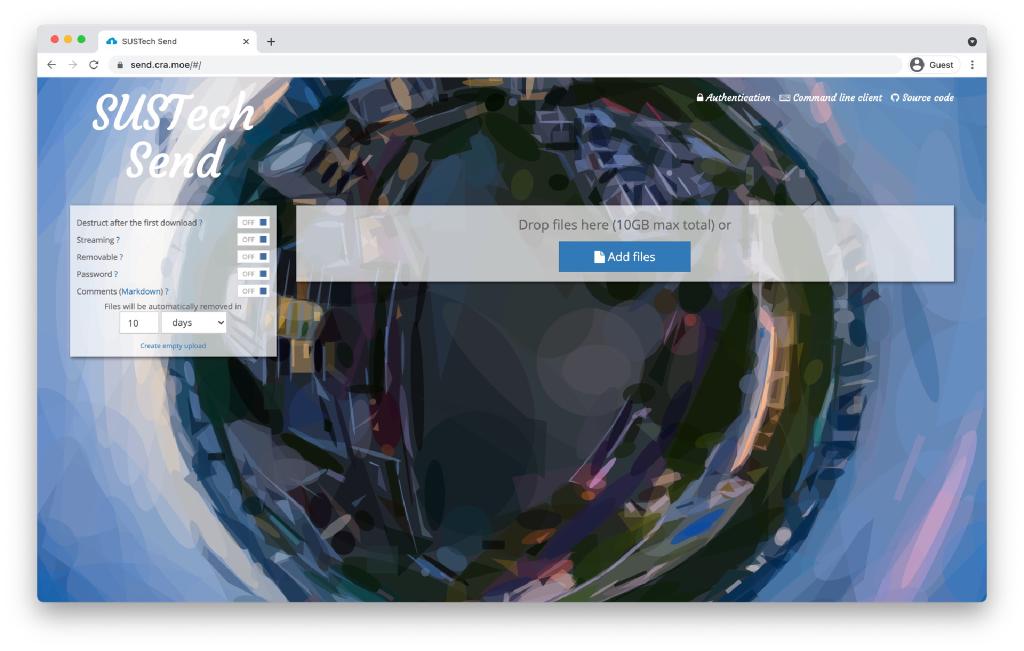 SUSTech Send
send.cra.moe/#/
Guest
SUSTech
Send
Authentication
Command line client
Source code
Destruct after the first download ?
OFF
Streaming ?
OFF
Removable ?
OFF
Password ?
OFF
Comments (Markdown) ?
OFF
Files will be automatically removed in
10
days
Create empty upload
Drop files here (10GB max total) or
Add files